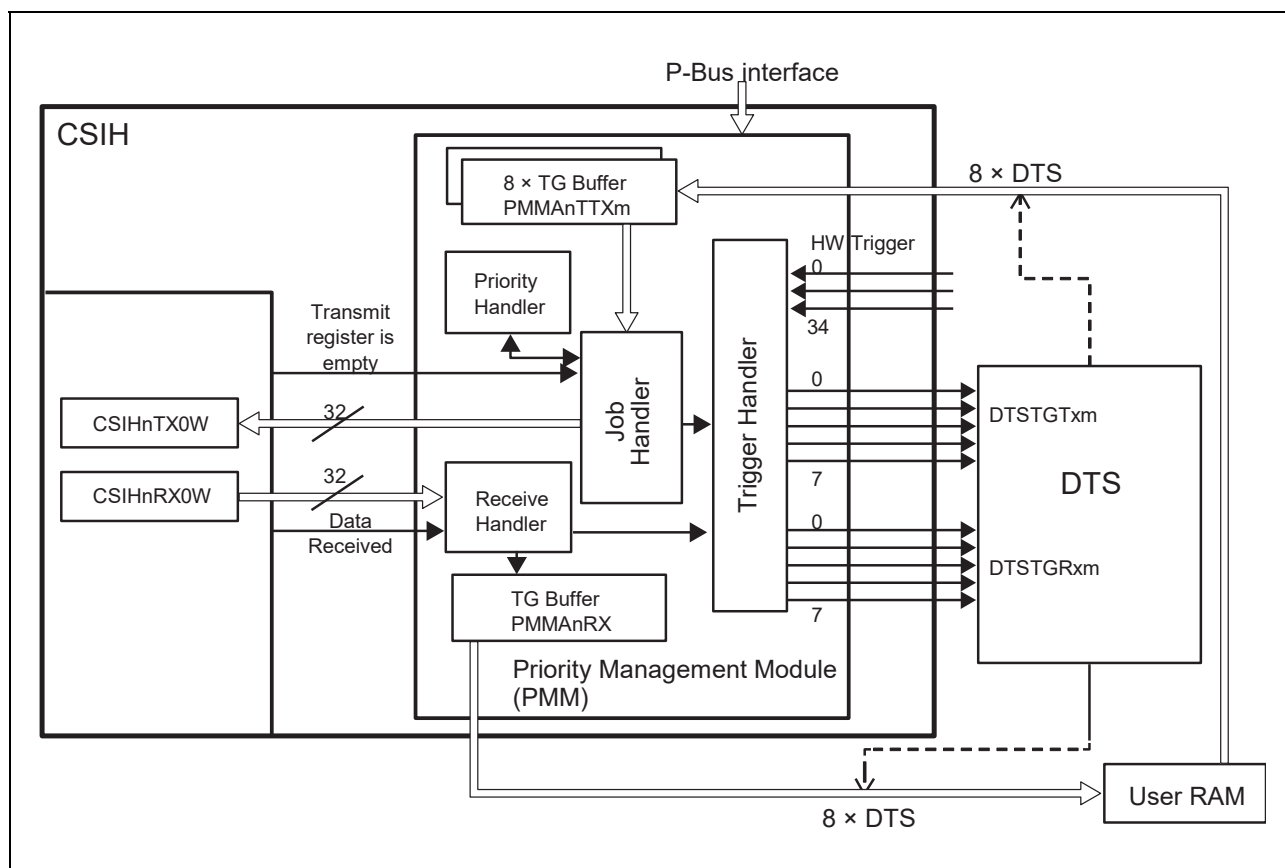 P-Bus interface
CSIH
8 × TG Buffer
PMMAnTTXm
8 × DTS
HW Trigger
0
34
Priority
Handler
Transmit
register is
empty
Job
Handler
Trigger Handler
0
DTSTGTxm
7
DTS
CSIHnTX0W
32
CSIHnRX0W
32
Receive
Handler
Data
Received
0
DTSTGRxm
7
TG Buffer
PMMAnRX
Priority Management Module
(PMM)
8 × DTS
User RAM